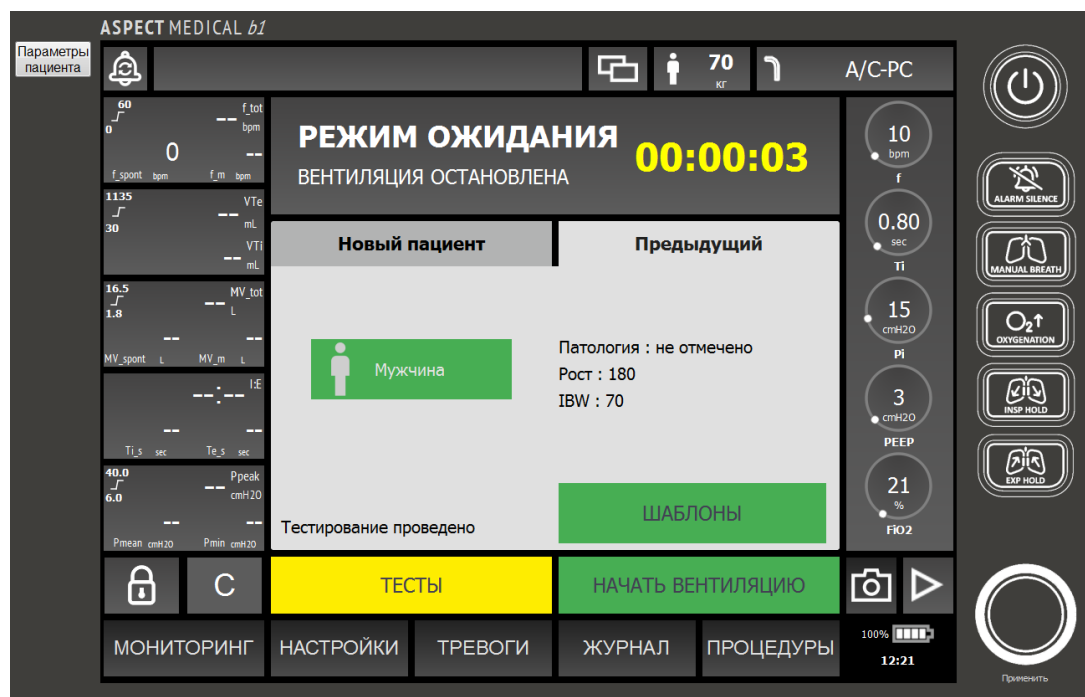 ASPECT MEDICAL b1
Параметры
пациента
70
кг
A/C-PC
60
0
f_tot
-- bpm
0
--
f_spont bpm
f_m bpm
1135
30
VTe
-- mL
VTi
-- mL
16.5
1.8
MV_tot
-- L
--
--
MV_spont L
MV_m L
I:E
--:--
--
--
Ti_s sec
Te_s sec
40.0
6.0
Ppeak
-- cmH2O
--
--
Pmean cmH2O
Pmin cmH2O
РЕЖИМ ОЖИДАНИЯ
ВЕНТИЛЯЦИЯ ОСТАНОВЛЕНА
00:00:03
Новый пациент
Предыдущий
Мужчина
Патология : не отмечено
Рост : 180
IBW : 70
Тестирование проведено
ШАБЛОНЫ
ТЕСТЫ
НАЧАТЬ ВЕНТИЛЯЦИЮ
10
bpm
f
0.80
sec
Ti
15
cmH2O
Pi
3
cmH2O
PEEP
21
%
FiO2
C
МОНИТОРИНГ
НАСТРОЙКИ
ТРЕВОГИ
ЖУРНАЛ
ПРОЦЕДУРЫ
100%
12:21
ALARM SILENCE
MANUAL BREATH
O2↑
OXYGENATION
INSP HOLD
EXP HOLD
Применить